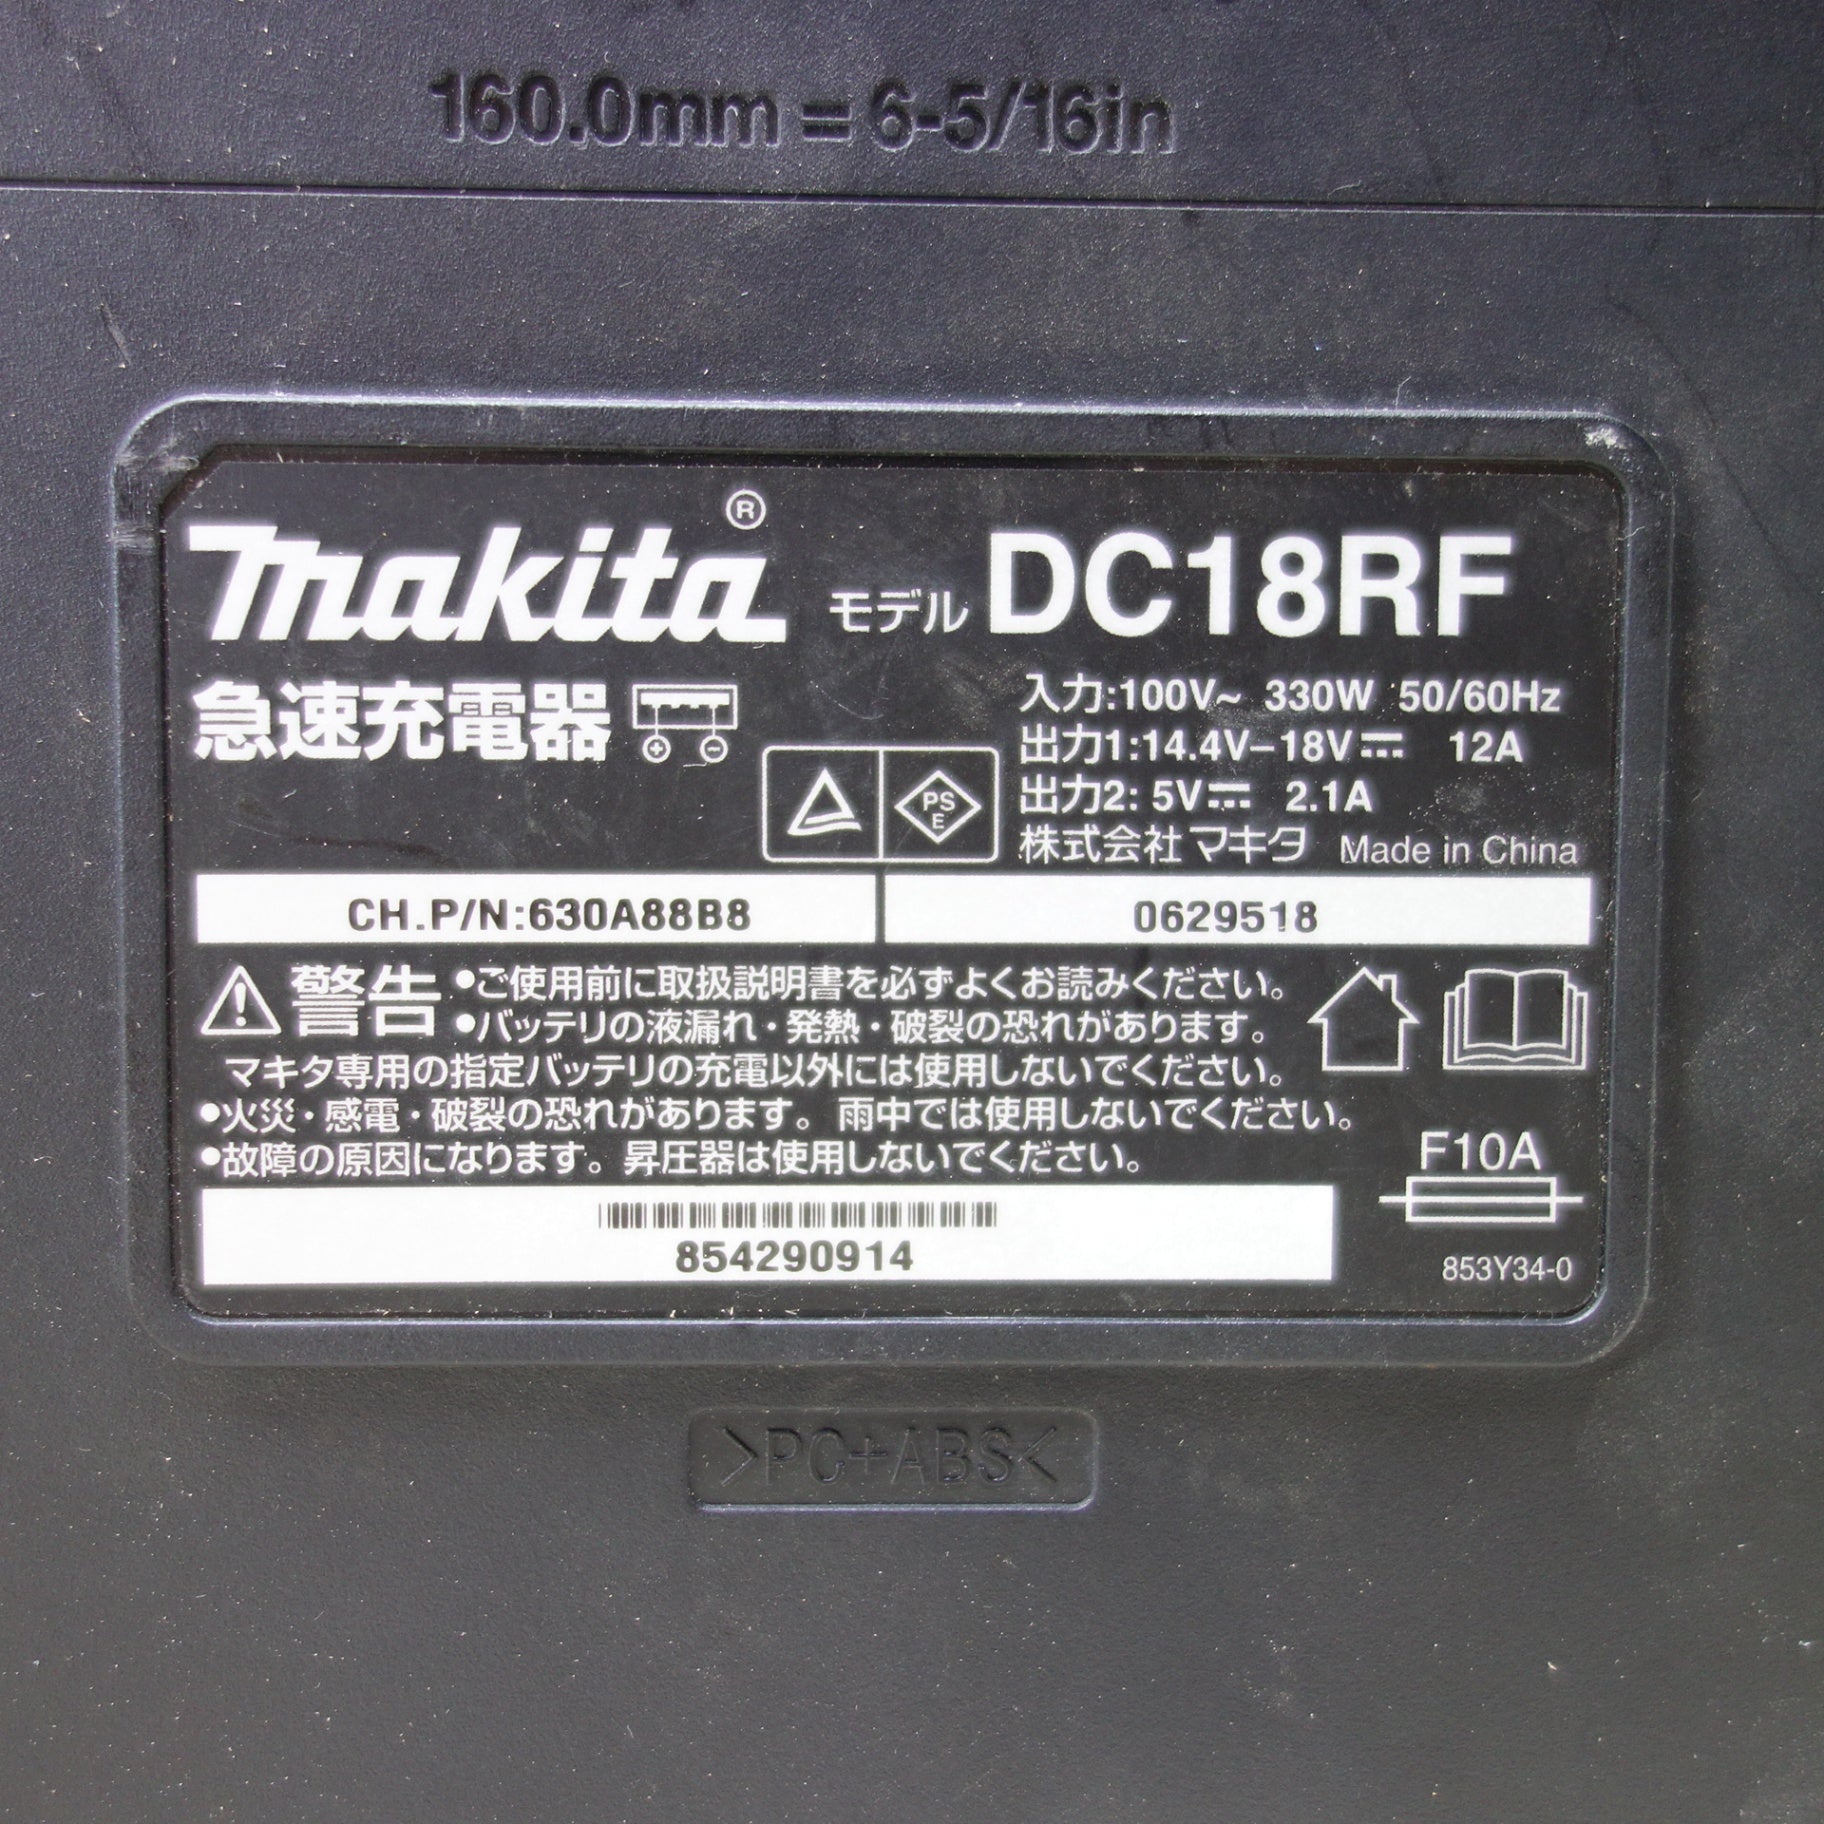 160.0mm = 6-5/16in
makita® モデル DC18RF
急速充電器
入力:100V~ 330W 50/60Hz
出力1:14.4V–18V⎓ 12A
出力2: 5V⎓ 2.1A
PS
E
株式会社 マキタ Made in China
CH.P/N:630A88B8
0629518
警告 •ご使用前に取扱説明書を必ずよくお読みください。
•バッテリの液漏れ・発熱・破裂の恐れがあります。
マキタ専用の指定バッテリの充電以外には使用しないでください。
•火災・感電・破裂の恐れがあります。雨中では使用しないでください。
•故障の原因になります。昇圧器は使用しないでください。
F10A
854290914
853Y34-0
>PC+ABS<